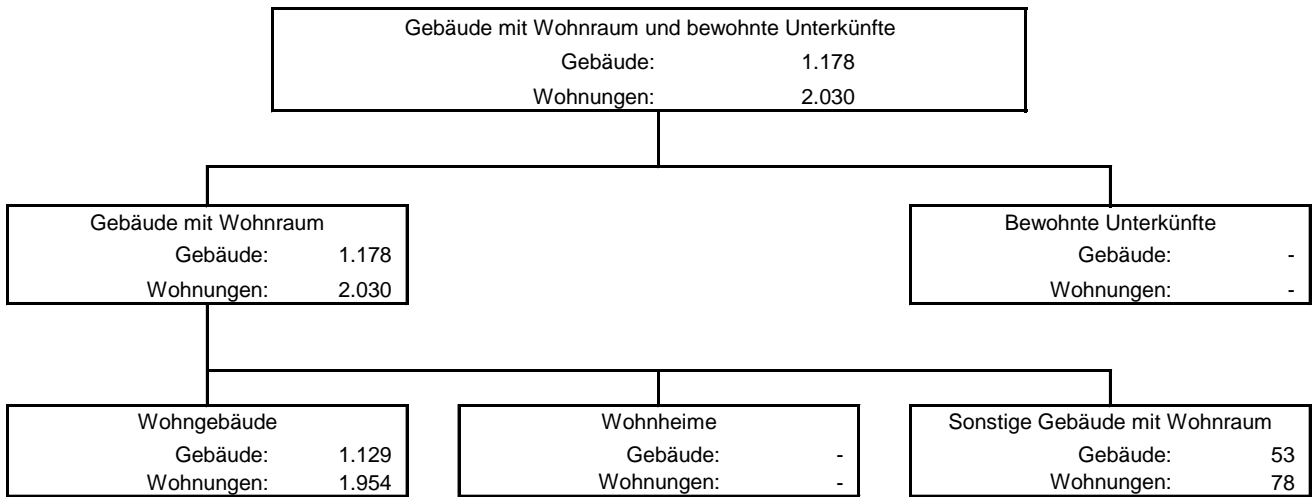 Gebäude mit Wohnraum und bewohnte Unterkünfte
Gebäude: 1.178
Wohnungen: 2.030
Gebäude mit Wohnraum
Gebäude: 1.178
Wohnungen: 2.030
Bewohnte Unterkünfte
Gebäude: -
Wohnungen: -
Wohngebäude
Gebäude: 1.129
Wohnungen: 1.954
Wohnheime
Gebäude: -
Wohnungen: -
Sonstige Gebäude mit Wohnraum
Gebäude: 53
Wohnungen: 78